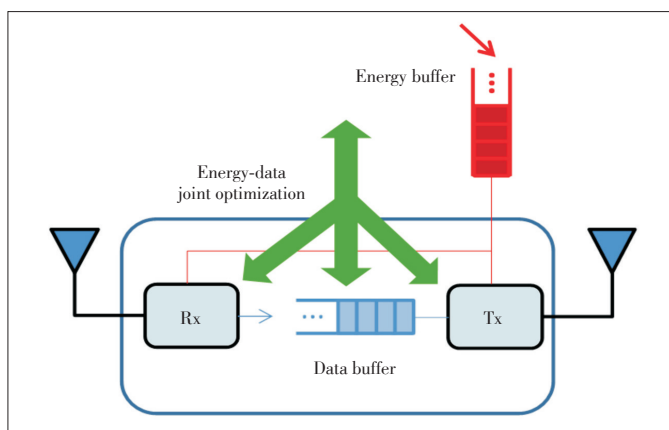 Energy buffer
Energy-data
joint optimization
Rx
Tx
Data buffer